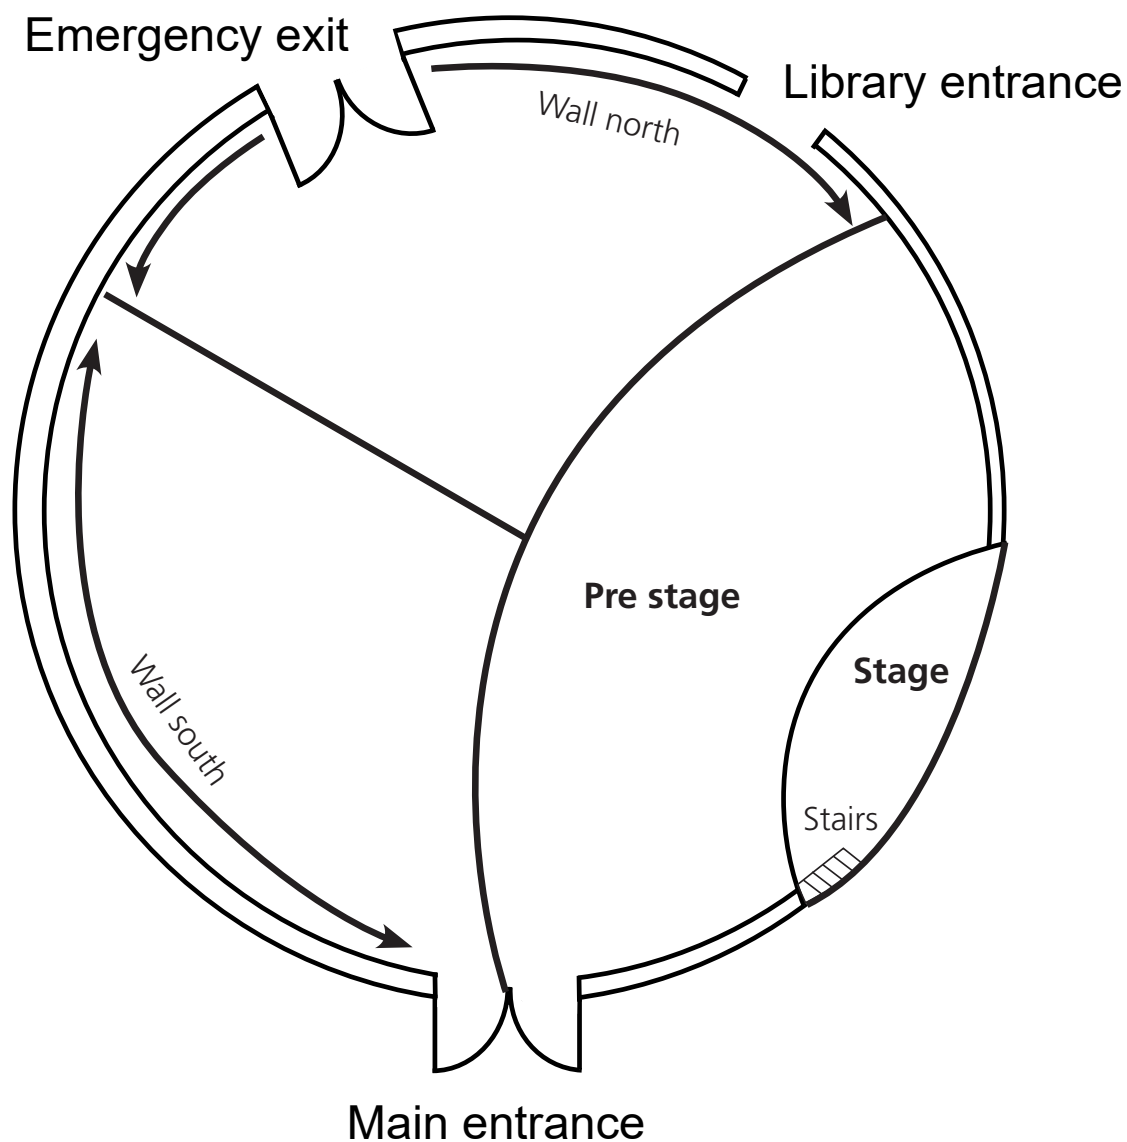 Emergency exit
Library entrance
Wall north
Pre stage
Stage
Wall south
Stairs
Main entrance